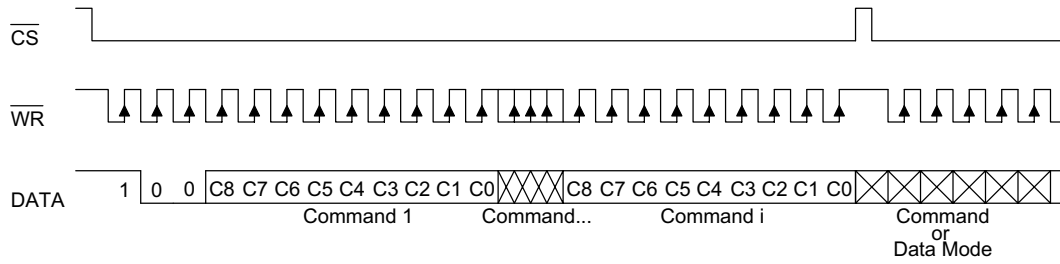 CS
WR
DATA 1 0 0 C8 C7 C6 C5 C4 C3 C2 C1 C0 C8 C7 C6 C5 C4 C3 C2 C1 C0
Command 1 Command... Command i Command
or
Data Mode